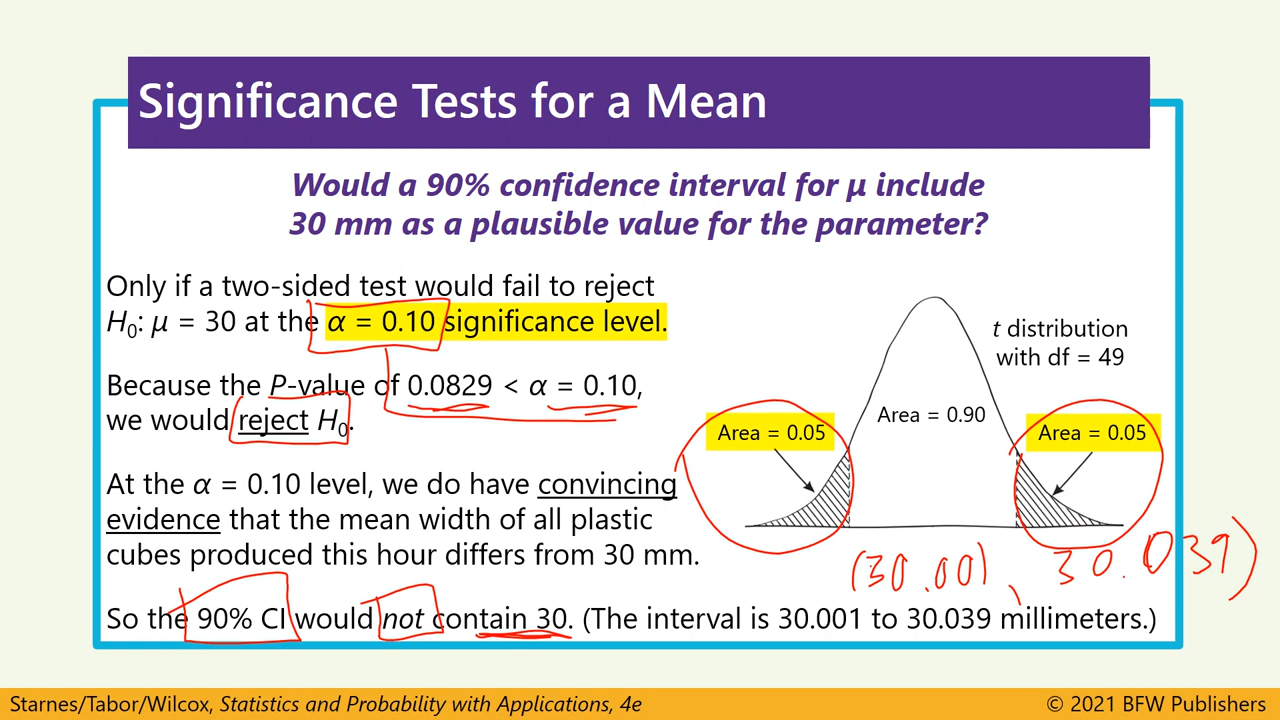 Significance Tests for a Mean
Would a 90% confidence interval for μ include
30 mm as a plausible value for the parameter?
Only if a two-sided test would fail to reject
H₀: μ = 30 at the α = 0.10 significance level.
Because the P-value of 0.0829 < α = 0.10,
we would reject H₀.
At the α = 0.10 level, we do have convincing
evidence that the mean width of all plastic
cubes produced this hour differs from 30 mm.
So the 90% CI would not contain 30. (The interval is 30.001 to 30.039 millimeters.)
t distribution
with df = 49
Area = 0.90
Area = 0.05
Area = 0.05
(30.001, 30.039)
Starnes/Tabor/Wilcox, Statistics and Probability with Applications, 4e
© 2021 BFW Publishers